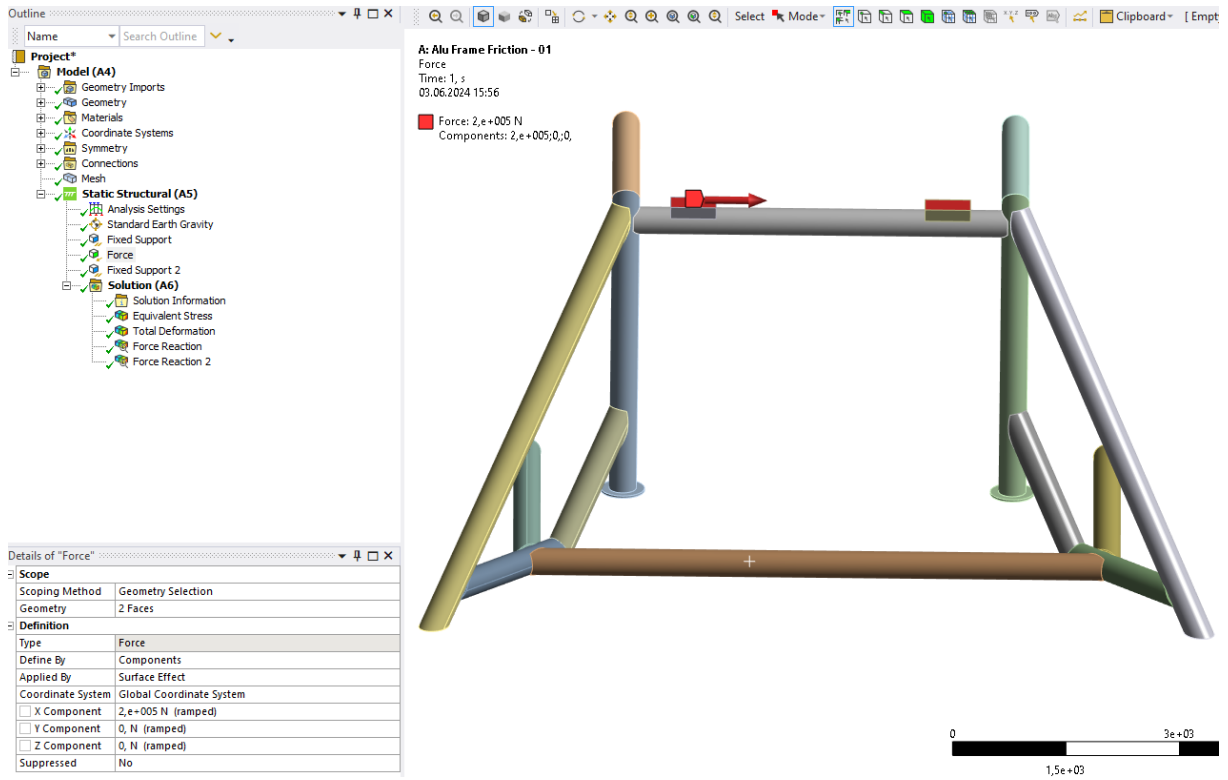 Outline
Name
Search Outline
Project*
Model (A4)
Geometry Imports
Geometry
Materials
Coordinate Systems
Symmetry
Connections
Mesh
Static Structural (A5)
Analysis Settings
Standard Earth Gravity
Fixed Support
Force
Fixed Support 2
Solution (A6)
Solution Information
Equivalent Stress
Total Deformation
Force Reaction
Force Reaction 2
Details of "Force"
Scope
Scoping Method Geometry Selection
Geometry 2 Faces
Definition
Type Force
Define By Components
Applied By Surface Effect
Coordinate System Global Coordinate System
X Component 2,e+005 N (ramped)
Y Component 0, N (ramped)
Z Component 0, N (ramped)
Suppressed No
Select Mode Clipboard [Empty
A: Alu Frame Friction - 01
Force
Time: 1, s
03.06.2024 15:56
Force: 2,e+005 N
Components: 2,e+005;0,;0,
0 3e+03
1,5e+03